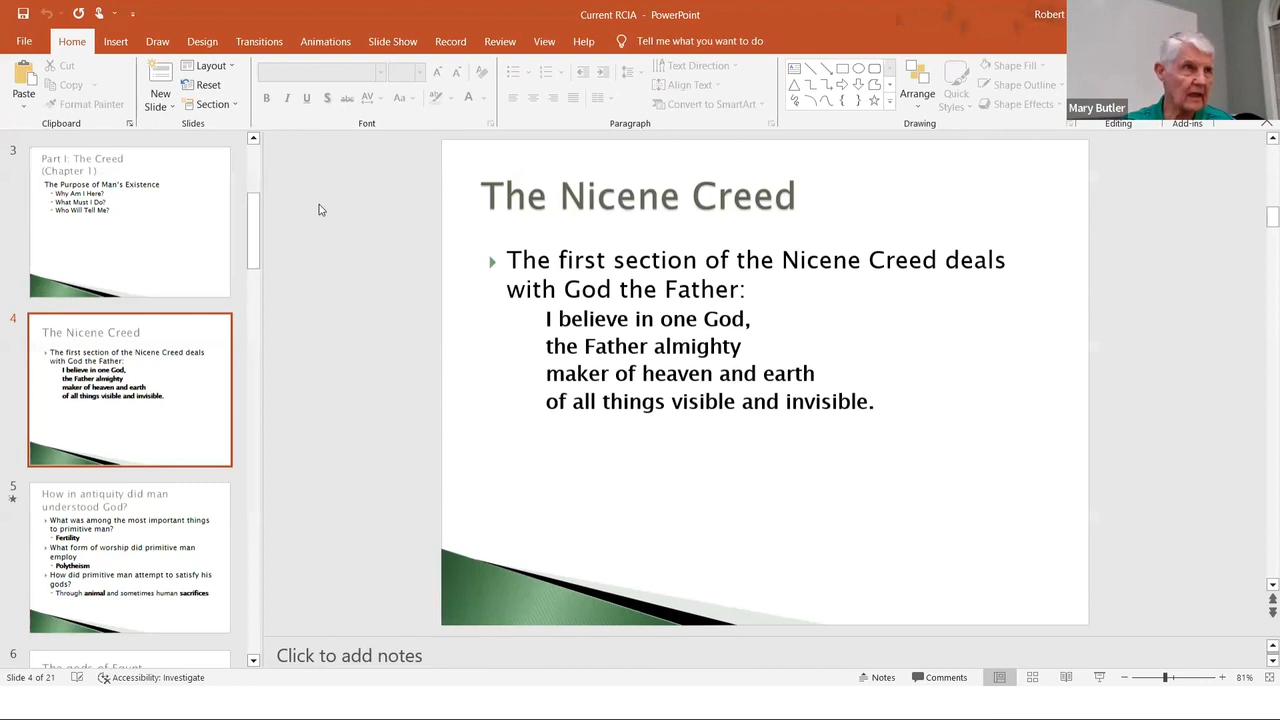 Current RCIA - PowerPoint
Robert
File Home Insert Draw Design Transitions Animations Slide Show Record Review View Help Tell me what you want to do
Paste
Cut
Copy
Format Painter
Clipboard
New
Slide
Layout
Reset
Section
Slides
Font
Text Direction
Align Text
Convert to SmartArt
Paragraph
Arrange
Quick
Styles
Shape Fill
Shape Outline
Shape Effects
Drawing
Editing
Add-ins
Mary Butler
3
Part I: The Creed
(Chapter 1)
The Purpose of Man's Existence
Why Am I Here?
What Must I Do?
Who Will Tell Me?
4
The Nicene Creed
The first section of the Nicene Creed deals
with God the Father:
I believe in one God,
the Father almighty
maker of heaven and earth
of all things visible and invisible.
5
How in antiquity did man
understood God?
What was among the most important things
to primitive man?
Fertility
What form of worship did primitive man
employ
Polytheism
How did primitive man attempt to satisfy his
gods?
Through animal and sometimes human sacrifices
6
The gods of Egypt
The Nicene Creed
The first section of the Nicene Creed deals
with God the Father:
I believe in one God,
the Father almighty
maker of heaven and earth
of all things visible and invisible.
Click to add notes
Slide 4 of 21 Accessibility: Investigate Notes Comments 81%